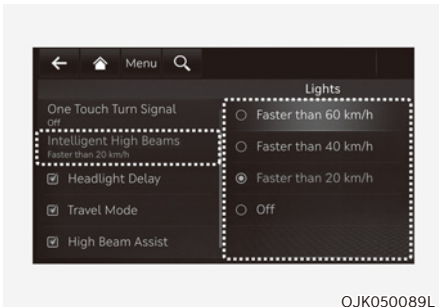 Menu
Lights
One Touch Turn Signal
Off
Intelligent High Beams
Faster than 20 km/h
Headlight Delay
Travel Mode
High Beam Assist
Faster than 60 km/h
Faster than 40 km/h
Faster than 20 km/h
Off
OJK050089L